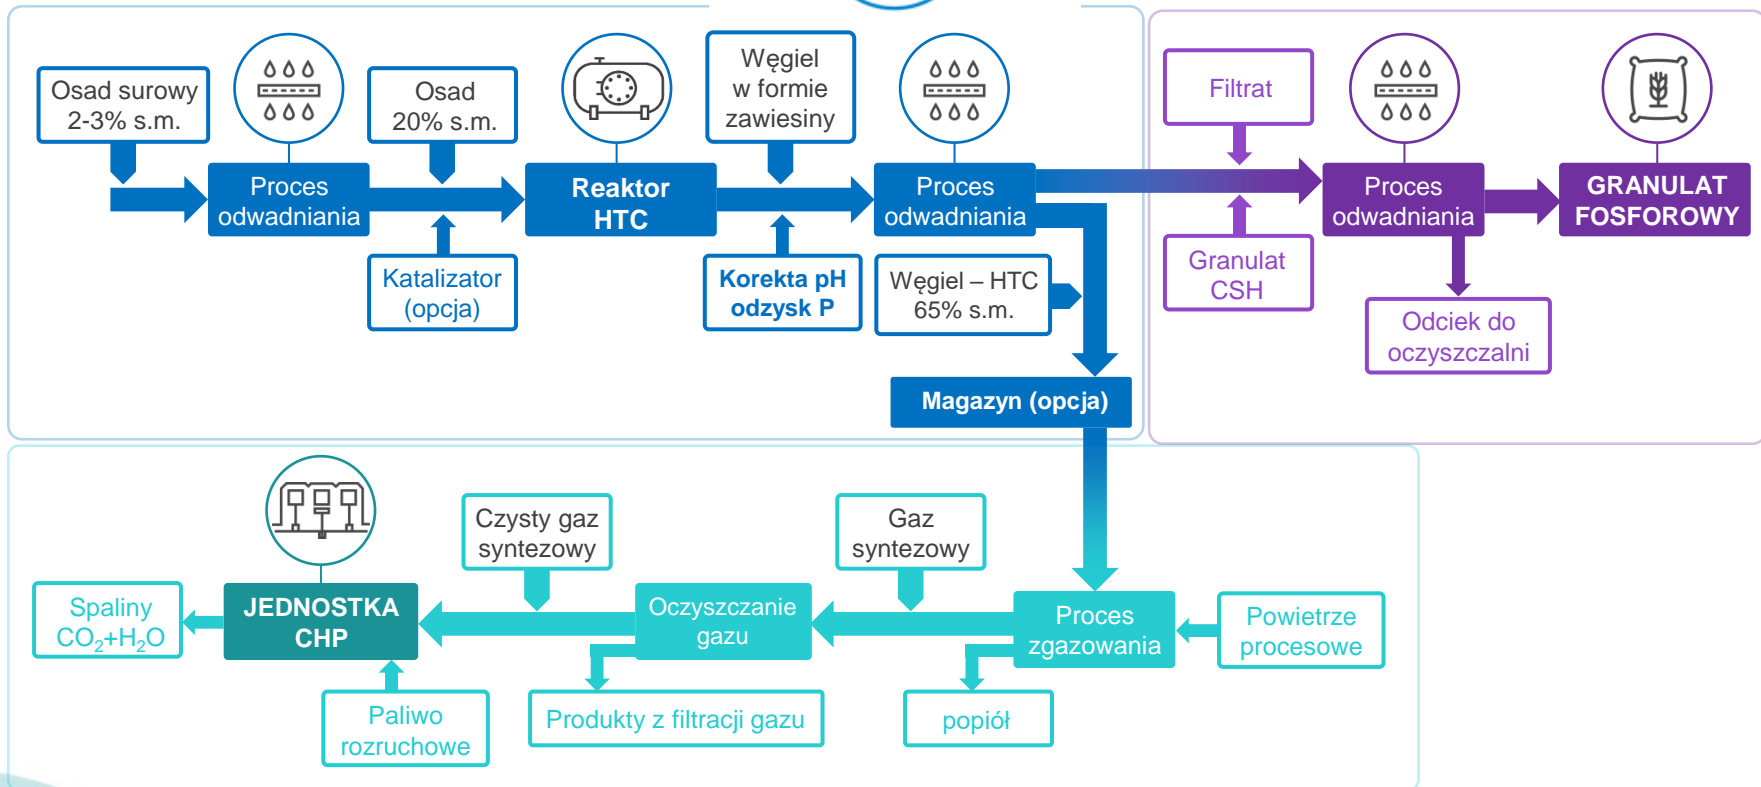 Osad surowy
2-3% s.m.
Proces
odwadniania
Osad
20% s.m.
Katalizator
(opcja)
Reaktor
HTC
Węgiel
w formie
zawiesiny
Korekta pH
odzysk P
Proces
odwadniania
Węgiel – HTC
65% s.m.
Magazyn (opcja)
Filtrat
Granulat
CSH
Proces
odwadniania
Odciek do
oczyszczalni
GRANULAT
FOSFOROWY
Spaliny
CO₂+H₂O
JEDNOSTKA
CHP
Paliwo
rozruchowe
Czysty gaz
syntezowy
Oczyszczanie
gazu
Produkty z filtracji gazu
Gaz
syntezowy
popiół
Proces
zgazowania
Powietrze
procesowe